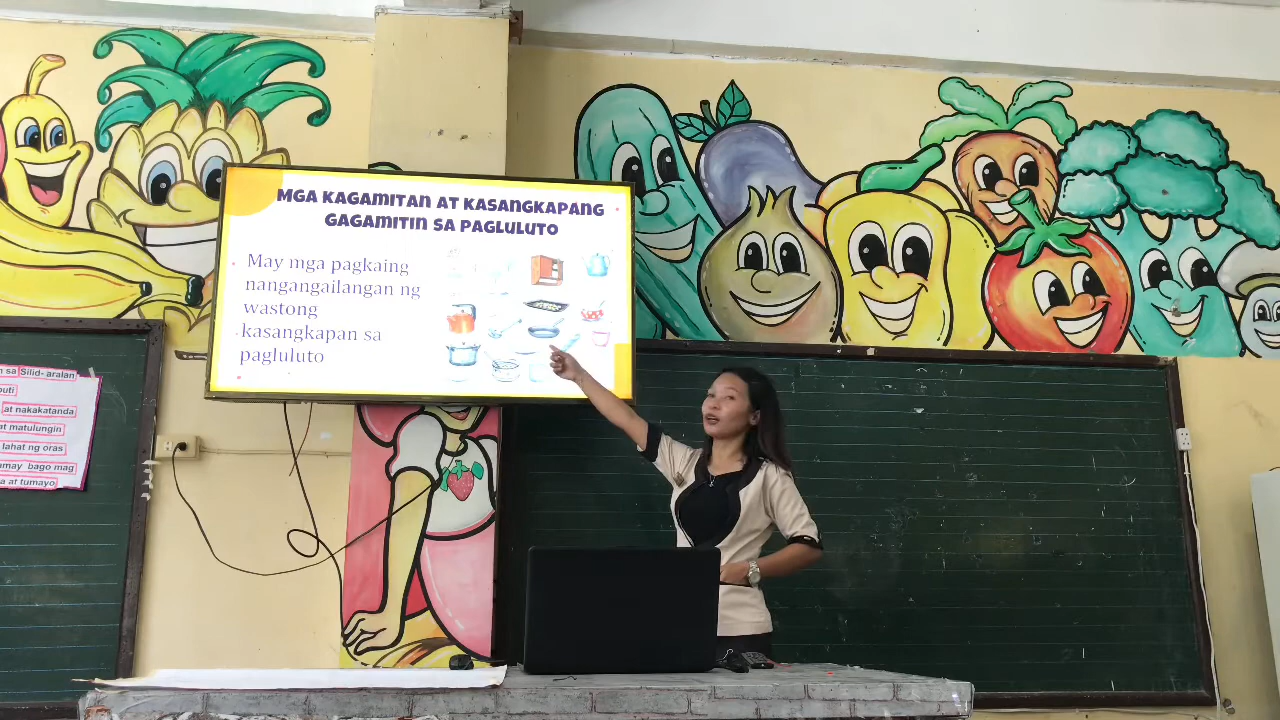 MGA KAGAMITAN AT KASANGKAPANG
GAGAMITIN SA PAGLULUTO
May mga pagkaing
nangangailangan ng
wastong
kasangkapan sa
pagluluto
sa Silid-aralan
at nakakatanda
at matulungin
lahat ng oras
bago mag
a at tumayo